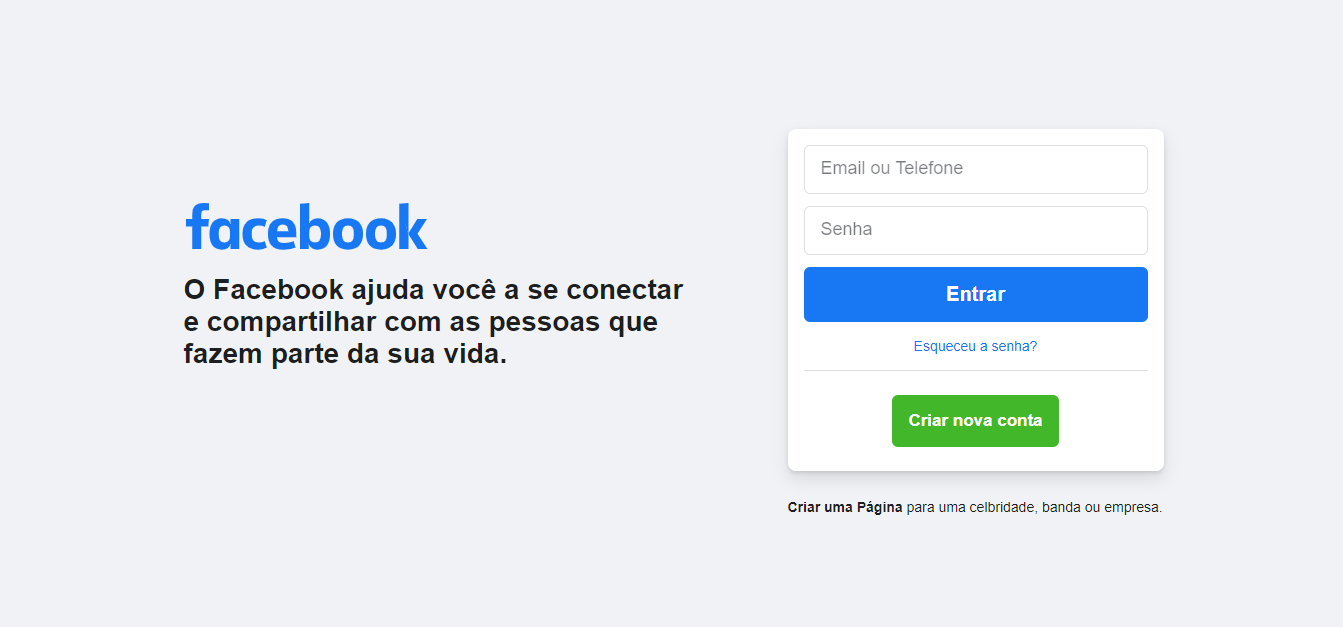 facebook
O Facebook ajuda você a se conectar
e compartilhar com as pessoas que
fazem parte da sua vida.
Email ou Telefone
Senha
Entrar
Esqueceu a senha?
Criar nova conta
Criar uma Página para uma celbridade, banda ou empresa.